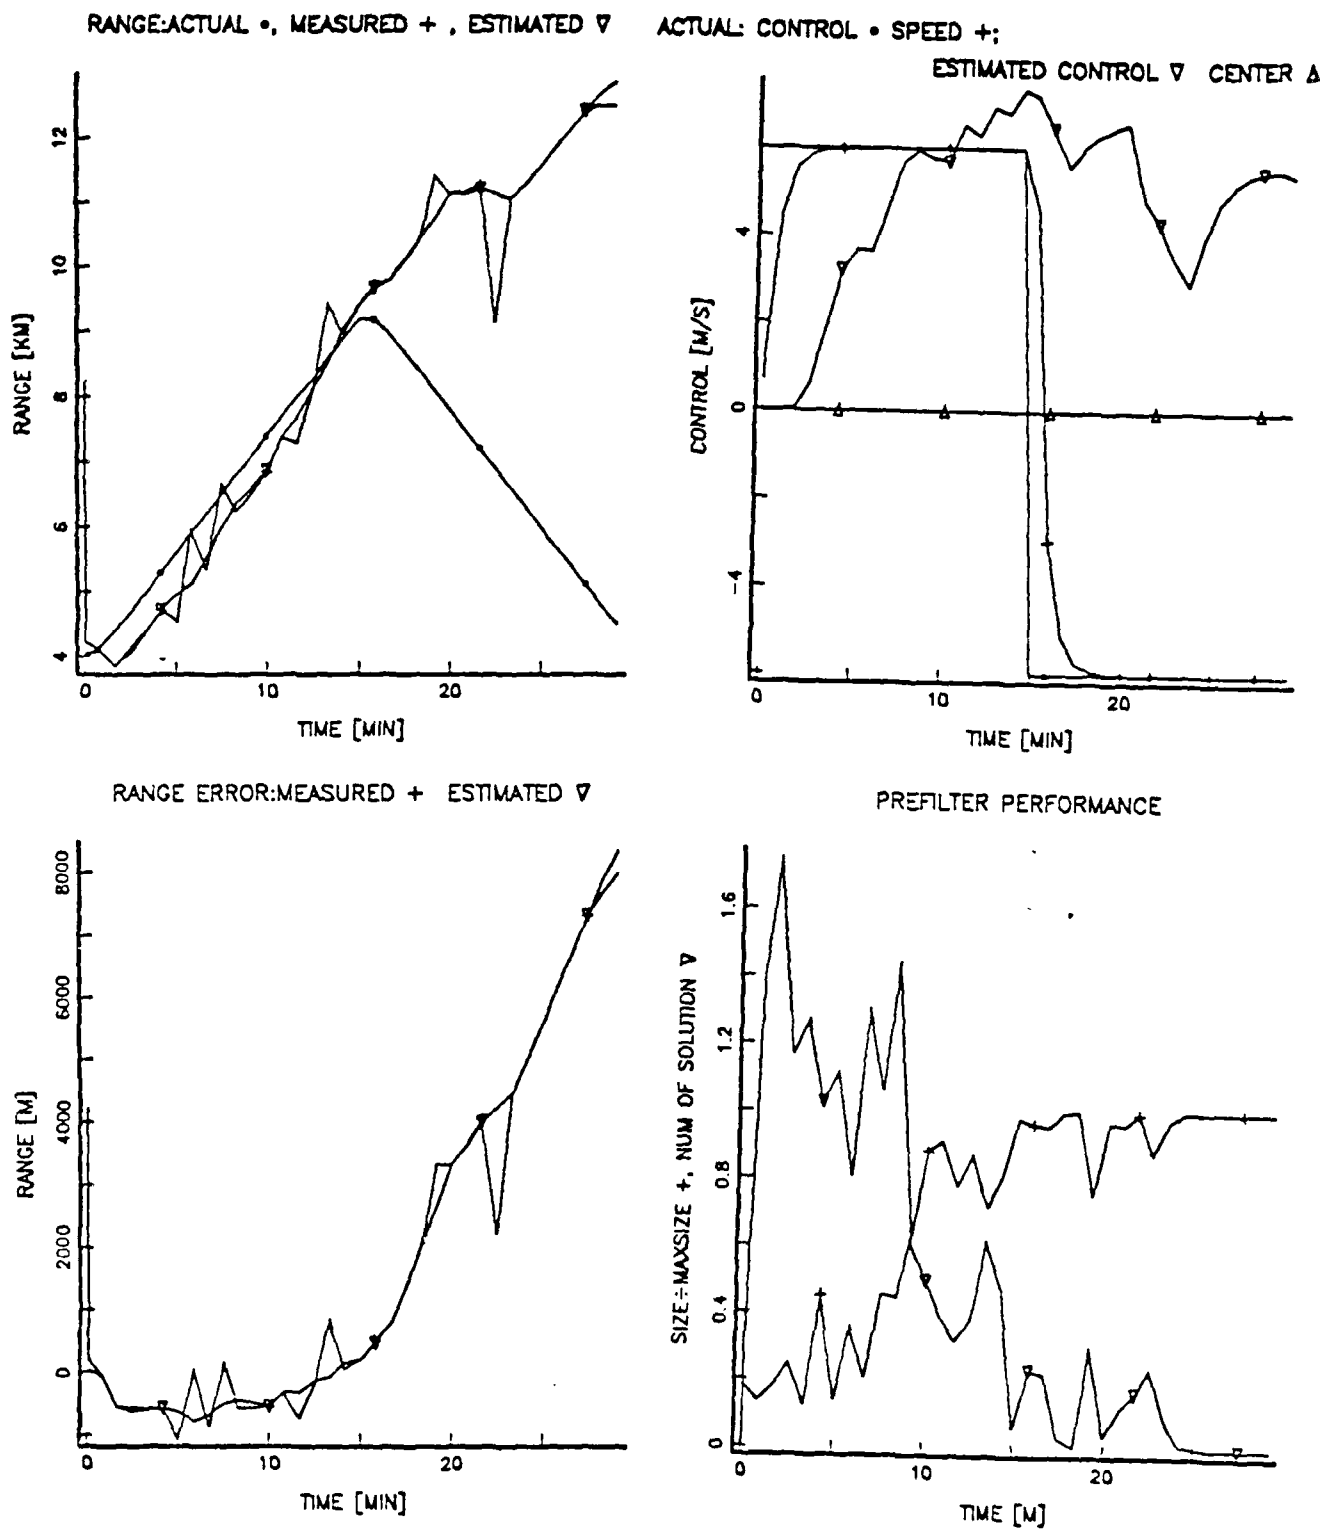 RANGE:ACTUAL •, MEASURED + , ESTIMATED ∇
12
10
8
6
4
RANGE [KM]
0 10 20
TIME [MIN]
ACTUAL: CONTROL • SPEED +;
ESTIMATED CONTROL ∇ CENTER Δ
4
0
-4
CONTROL [M/S]
0 10 20
TIME [MIN]
RANGE ERROR:MEASURED + ESTIMATED ∇
8000
6000
4000
2000
0
RANGE [M]
0 10 20
TIME [MIN]
PREFILTER PERFORMANCE
1.6
1.2
0.8
0.4
0
SIZE÷MAXSIZE +, NUM OF SOLUTION ∇
0 10 20
TIME [M]